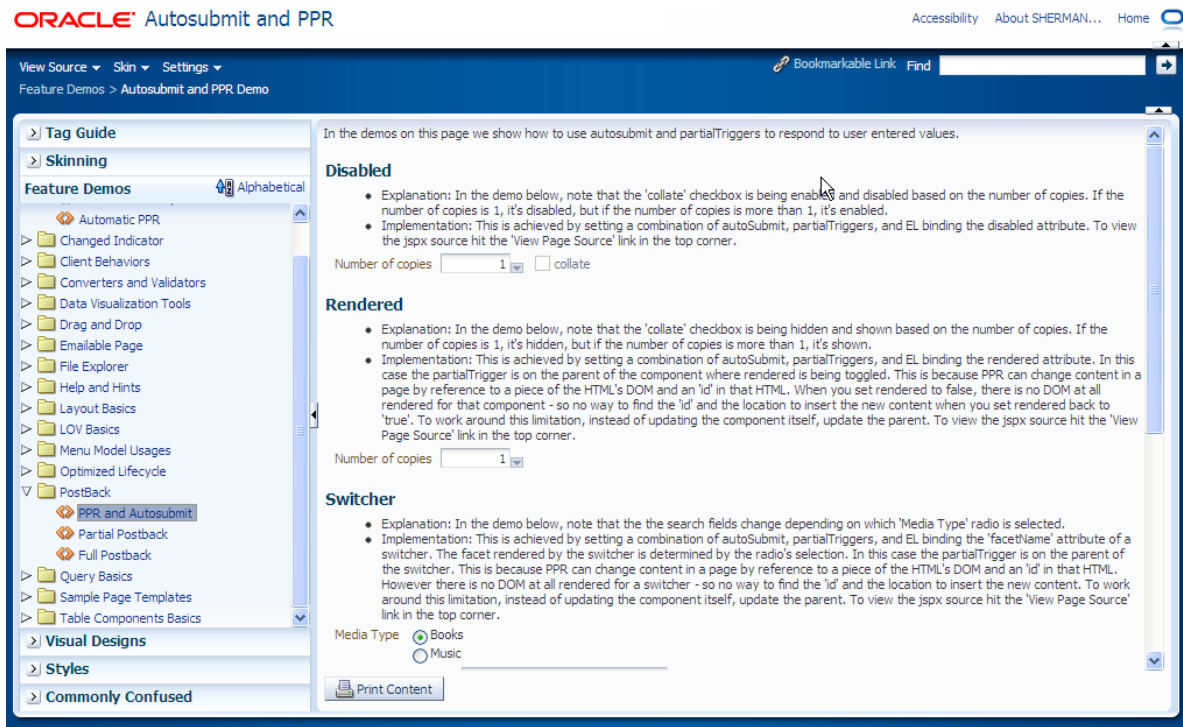 ORACLE Autosubmit and PPR
Accessibility About SHERMAN... Home
View Source Skin Settings
Bookmarkable Link Find
Feature Demos > Autosubmit and PPR Demo
Tag Guide
Skinning
Feature Demos Alphabetical
Automatic PPR
Changed Indicator
Client Behaviors
Converters and Validators
Data Visualization Tools
Drag and Drop
Emailable Page
File Explorer
Help and Hints
Layout Basics
LOV Basics
Menu Model Usages
Optimized Lifecycle
PostBack
PPR and Autosubmit
Partial Postback
Full Postback
Query Basics
Sample Page Templates
Table Components Basics
Visual Designs
Styles
Commonly Confused
In the demos on this page we show how to use autosubmit and partialTriggers to respond to user entered values.
Disabled
• Explanation: In the demo below, note that the 'collate' checkbox is being enabled and disabled based on the number of copies. If the
number of copies is 1, it's disabled, but if the number of copies is more than 1, it's enabled.
• Implementation: This is achieved by setting a combination of autoSubmit, partialTriggers, and EL binding the disabled attribute. To view
the jspx source hit the 'View Page Source' link in the top corner.
Number of copies 1 collate
Rendered
• Explanation: In the demo below, note that the 'collate' checkbox is being hidden and shown based on the number of copies. If the
number of copies is 1, it's hidden, but if the number of copies is more than 1, it's shown.
• Implementation: This is achieved by setting a combination of autoSubmit, partialTriggers, and EL binding the rendered attribute. In this
case the partialTrigger is on the parent of the component where rendered is being toggled. This is because PPR can change content in a
page by reference to a piece of the HTML's DOM and an 'id' in that HTML. When you set rendered to false, there is no DOM at all
rendered for that component - so no way to find the 'id' and the location to insert the new content when you set rendered back to
'true'. To work around this limitation, instead of updating the component itself, update the parent. To view the jspx source hit the 'View
Page Source' link in the top corner.
Number of copies 1
Switcher
• Explanation: In the demo below, note that the the search fields change depending on which 'Media Type' radio is selected.
• Implementation: This is achieved by setting a combination of autoSubmit, partialTriggers, and EL binding the 'facetName' attribute of a
switcher. The facet rendered by the switcher is determined by the radio's selection. In this case the partialTrigger is on the parent of
the switcher. This is because PPR can change content in a page by reference to a piece of the HTML's DOM and an 'id' in that HTML.
However there is no DOM at all rendered for a switcher - so no way to find the 'id' and the location to insert the new content. To work
around this limitation, instead of updating the component itself, update the parent. To view the jspx source hit the 'View Page Source'
link in the top corner.
Media Type Books
Music
Print Content